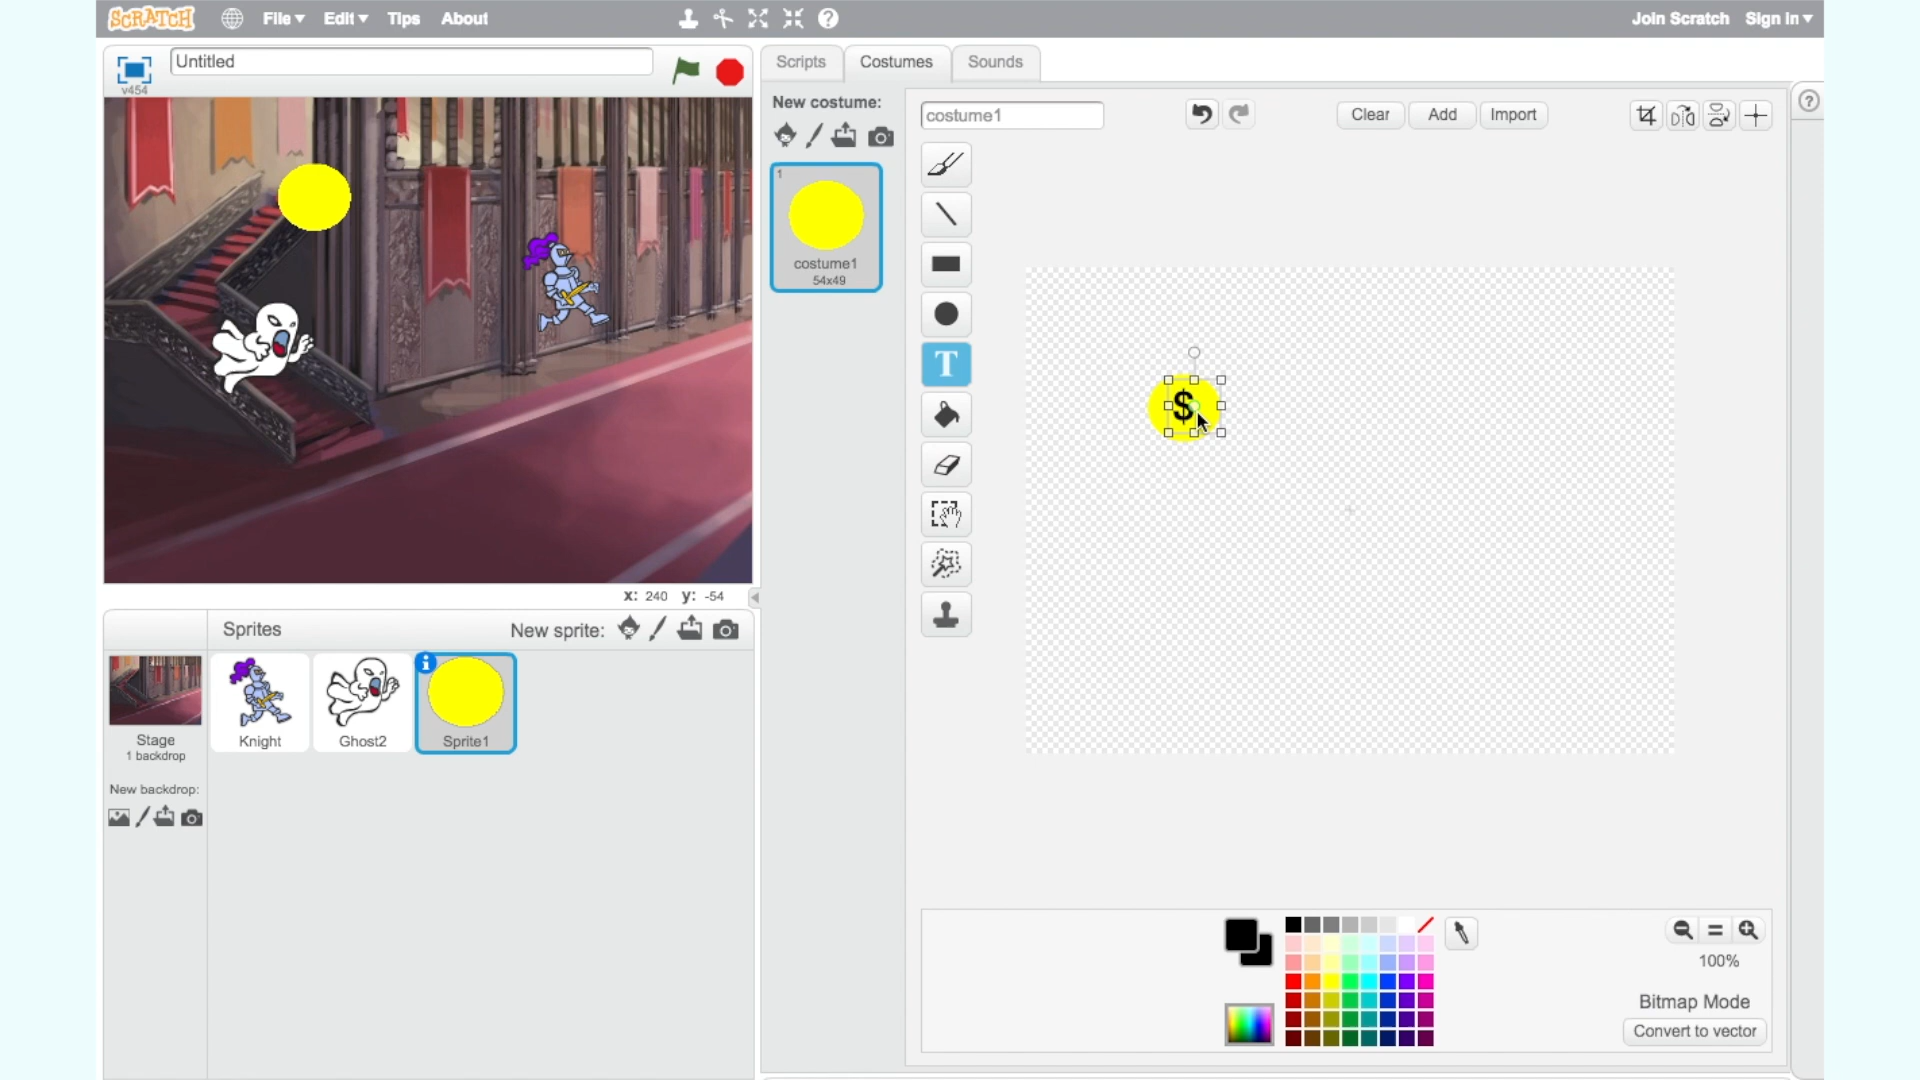 SCRATCH File Edit Tips About Join Scratch Sign in
v454 Untitled
Scripts Costumes Sounds
New costume:
costume1 Clear Add Import
1
costume1
54x49
T
$
x: 240 y: -54
Sprites New sprite:
Stage
1 backdrop
Knight Ghost2 Sprite1
New backdrop:
100%
Bitmap Mode
Convert to vector